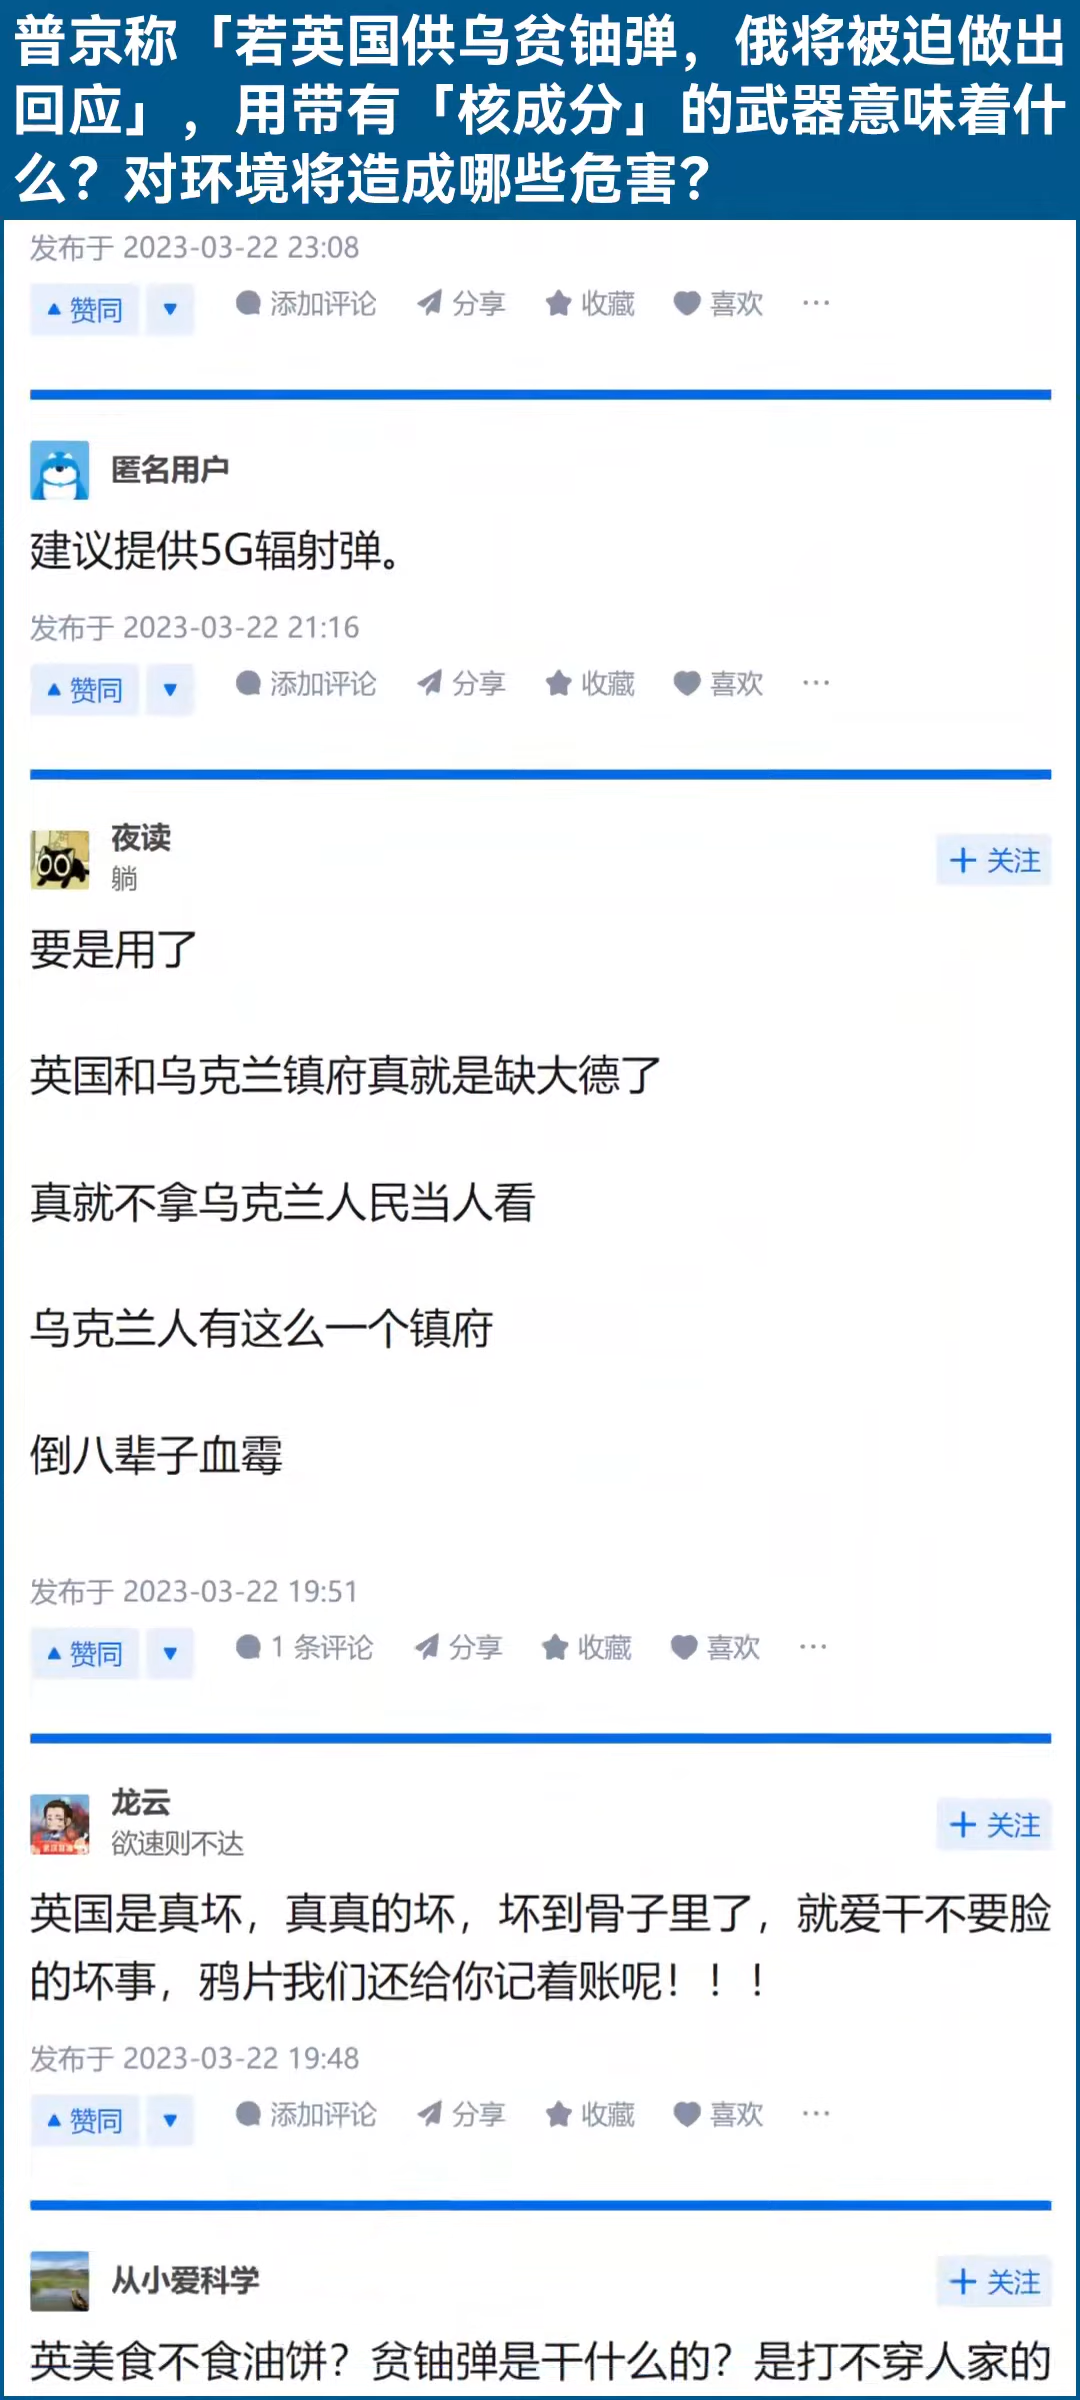 普京称「若英国供乌贫铀弹，俄将被迫做出
回应」，用带有「核成分」的武器意味着什
么？对环境将造成哪些危害？
发布于 2023-03-22 23:08
赞同 添加评论 分享 收藏 喜欢 ···
匿名用户
建议提供5G辐射弹。
发布于 2023-03-22 21:16
赞同 添加评论 分享 收藏 喜欢 ···
夜读
躺
+ 关注
要是用了
英国和乌克兰镇府真就是缺大德了
真就不拿乌克兰人民当人看
乌克兰人有这么一个镇府
倒八辈子血霉
发布于 2023-03-22 19:51
赞同 1 条评论 分享 收藏 喜欢 ···
龙云
欲速则不达
+ 关注
英国是真坏，真真的坏，坏到骨子里了，就爱干不要脸
的坏事，鸦片我们还给你记着账呢！！！
发布于 2023-03-22 19:48
赞同 添加评论 分享 收藏 喜欢 ···
从小爱科学
+ 关注
英美食不食油饼？贫铀弹是干什么的？是打不穿人家的